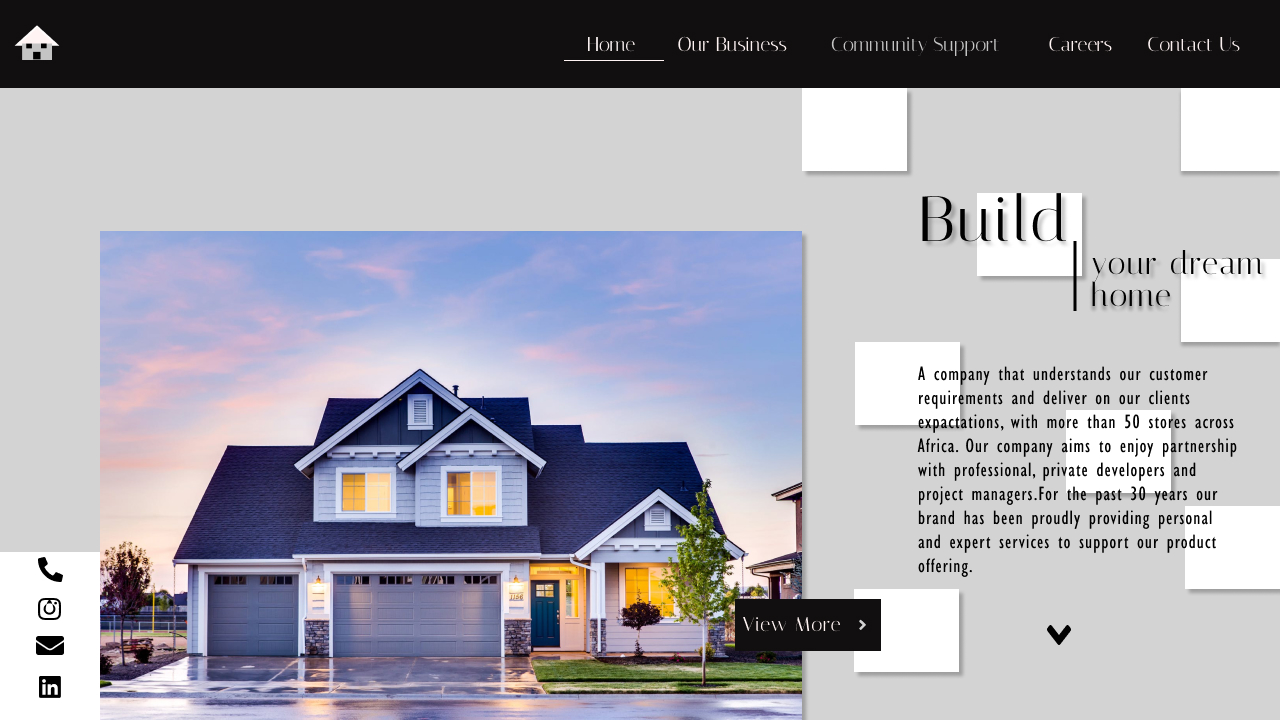 Home
Our Business
Community Support
Careers
Contact Us
Build
your dream
home
A company that understands our customer
requirements and deliver on our clients
expactations, with more than 50 stores across
Africa. Our company aims to enjoy partnership
with professional, private developers and
project managers.For the past 30 years our
brand has been proudly providing personal
and expert services to support our product
offering.
View More